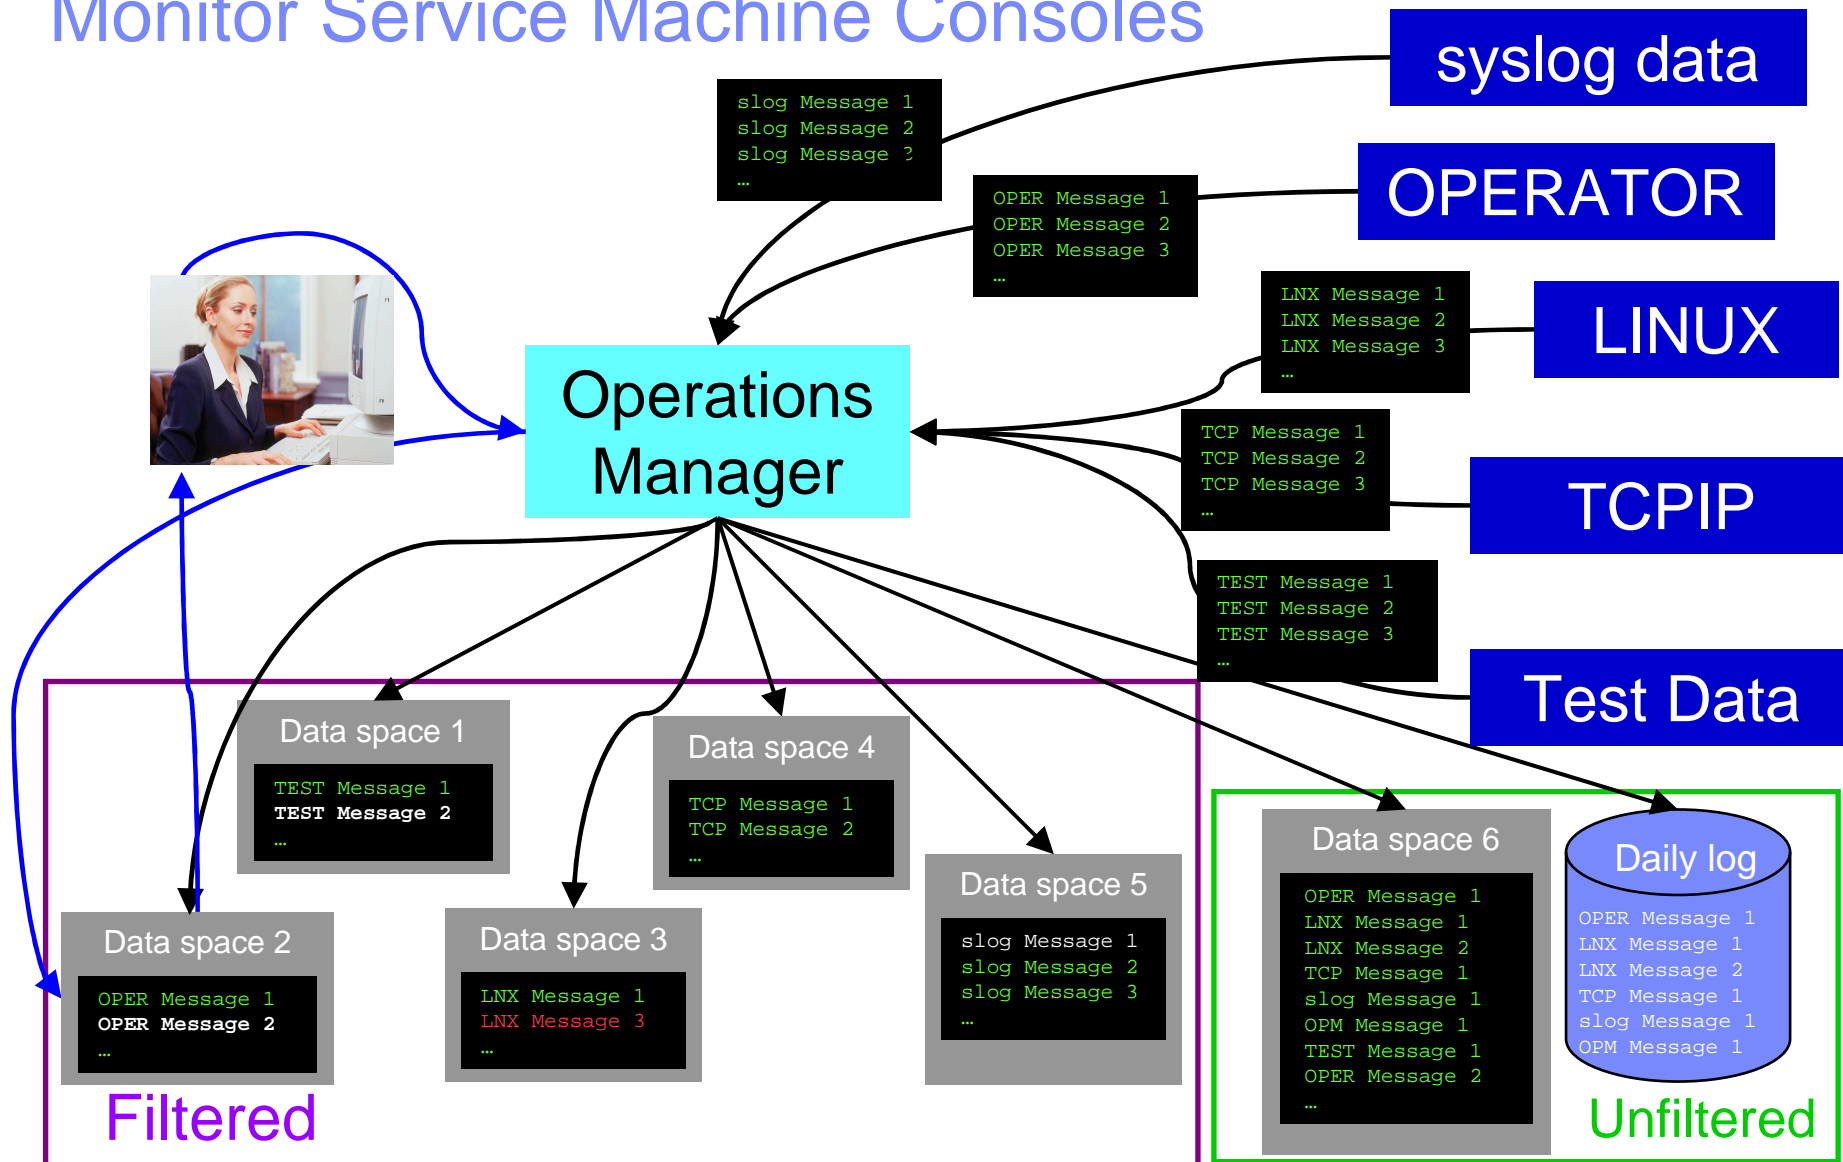 Monitor Service Machine Consoles
syslog data
slog Message 1
slog Message 2
slog Message 3
…
OPERATOR
OPER Message 1
OPER Message 2
OPER Message 3
…
LINUX
LNX Message 1
LNX Message 2
LNX Message 3
…
Operations
Manager
TCPIP
TCP Message 1
TCP Message 2
TCP Message 3
…
Test Data
TEST Message 1
TEST Message 2
TEST Message 3
…
Data space 1
TEST Message 1
TEST Message 2
…
Data space 4
TCP Message 1
TCP Message 2
…
Data space 2
OPER Message 1
OPER Message 2
…
Data space 3
LNX Message 1
LNX Message 3
…
Data space 5
slog Message 1
slog Message 2
slog Message 3
…
Data space 6
OPER Message 1
LNX Message 1
LNX Message 2
TCP Message 1
slog Message 1
OPM Message 1
TEST Message 1
OPER Message 2
…
Daily log
OPER Message 1
LNX Message 1
LNX Message 2
TCP Message 1
slog Message 1
OPM Message 1
Filtered
Unfiltered